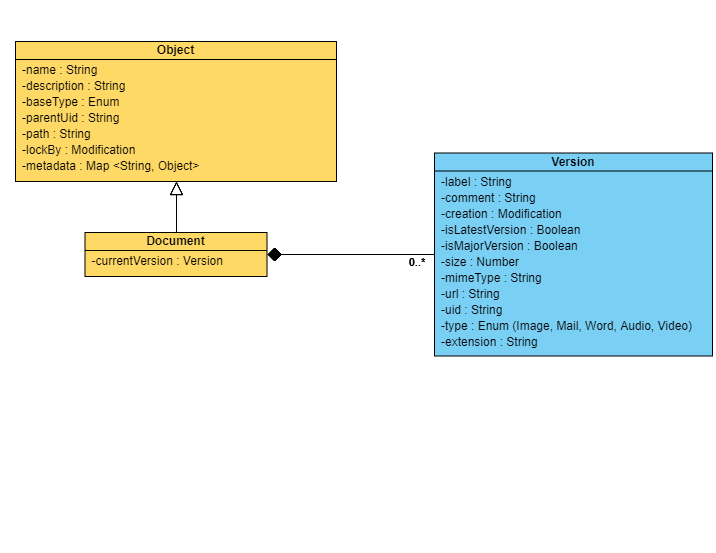 Object
-name : String
-description : String
-baseType : Enum
-parentUid : String
-path : String
-lockBy : Modification
-metadata : Map <String, Object>
Document
-currentVersion : Version
0..*
Version
-label : String
-comment : String
-creation : Modification
-isLatestVersion : Boolean
-isMajorVersion : Boolean
-size : Number
-mimeType : String
-url : String
-uid : String
-type : Enum (Image, Mail, Word, Audio, Video)
-extension : String